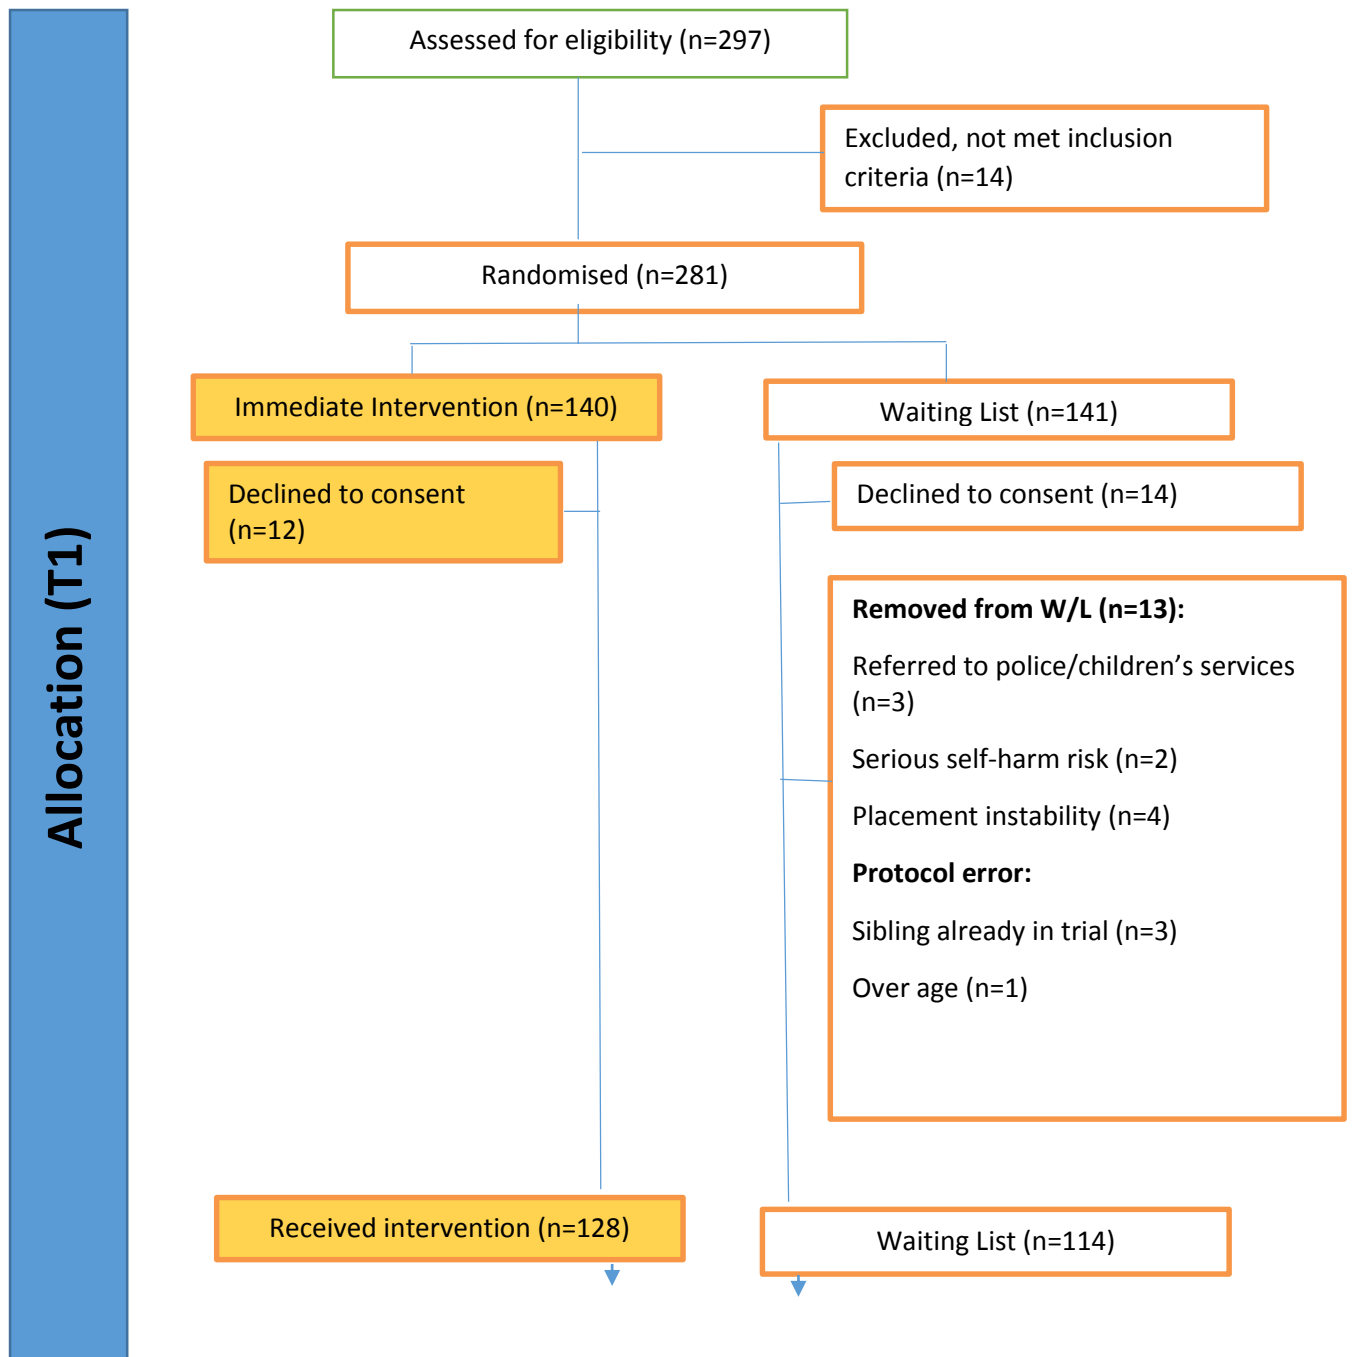 Allocation (T1)
Assessed for eligibility (n=297)
Excluded, not met inclusion
criteria (n=14)
Randomised (n=281)
Immediate Intervention (n=140)
Waiting List (n=141)
Declined to consent
(n=12)
Declined to consent (n=14)
Removed from W/L (n=13):
Referred to police/children’s services
(n=3)
Serious self-harm risk (n=2)
Placement instability (n=4)
Protocol error:
Sibling already in trial (n=3)
Over age (n=1)
Received intervention (n=128)
Waiting List (n=114)